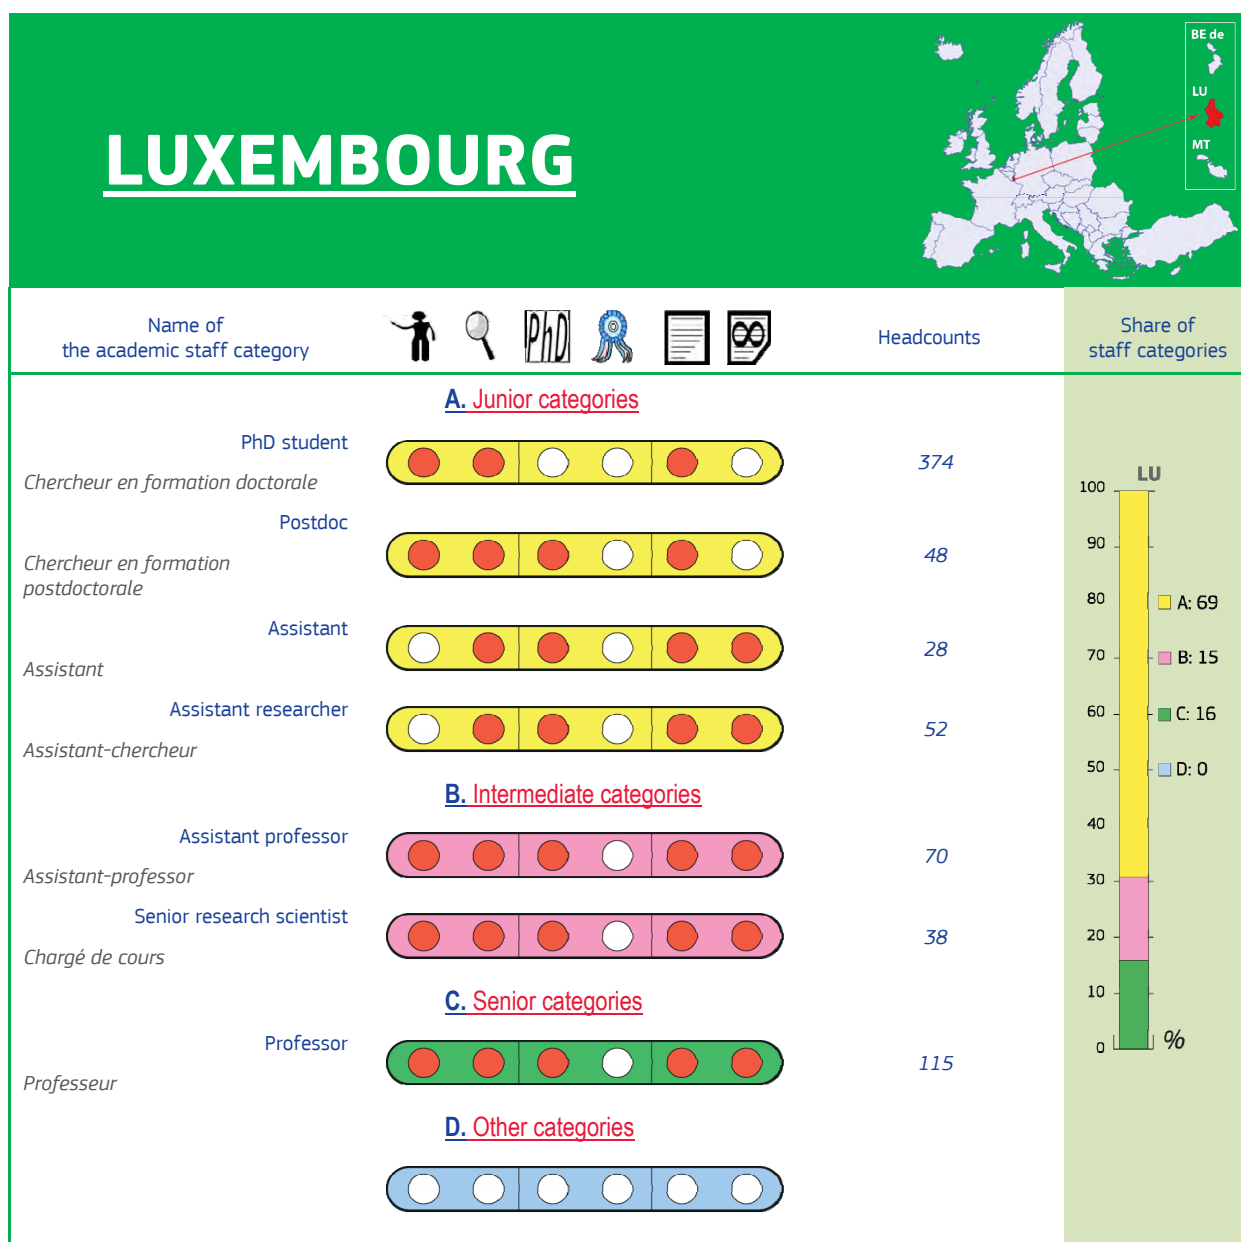 LUXEMBOURG
BE de
LU
MT
Name of
the academic staff category
PhD
Headcounts
Share of
staff categories
A. Junior categories
PhD student
Chercheur en formation doctorale
374
Postdoc
Chercheur en formation
postdoctorale
48
Assistant
Assistant
28
Assistant researcher
Assistant-chercheur
52
B. Intermediate categories
Assistant professor
Assistant-professor
70
Senior research scientist
Chargé de cours
38
C. Senior categories
Professor
Professeur
115
D. Other categories
LU
100
90
80
70
60
50
40
30
20
10
0
%
A: 69
B: 15
C: 16
D: 0